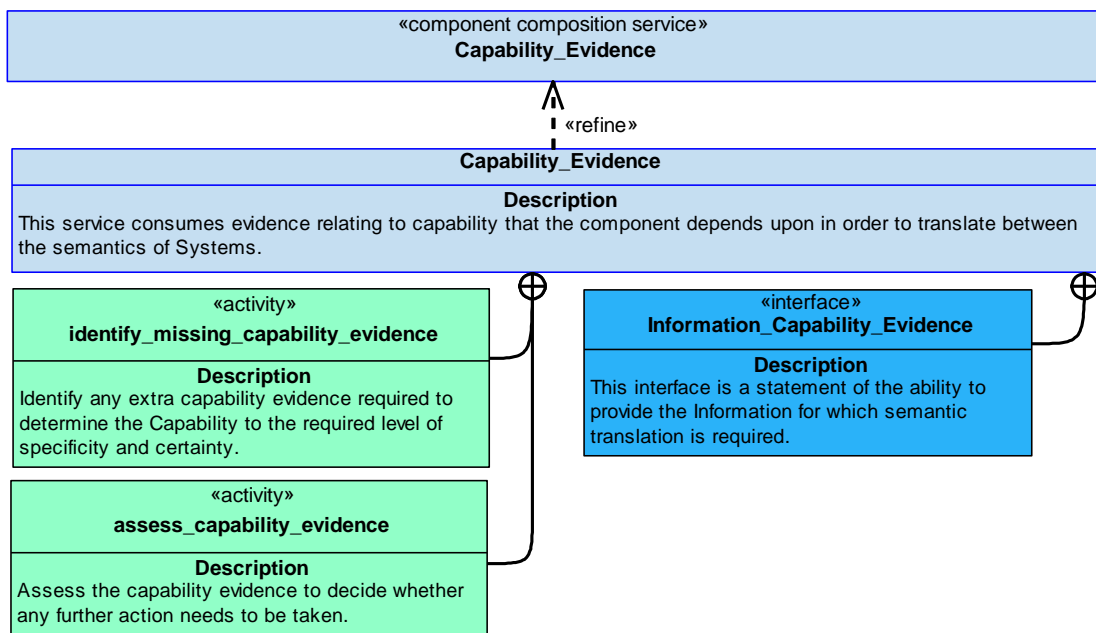 «component composition service»
Capability_Evidence
«refine»
Capability_Evidence
Description
This service consumes evidence relating to capability that the component depends upon in order to translate between
the semantics of Systems.
«activity»
identify_missing_capability_evidence
Description
Identify any extra capability evidence required to
determine the Capability to the required level of
specificity and certainty.
«interface»
Information_Capability_Evidence
Description
This interface is a statement of the ability to
provide the Information for which semantic
translation is required.
«activity»
assess_capability_evidence
Description
Assess the capability evidence to decide whether
any further action needs to be taken.